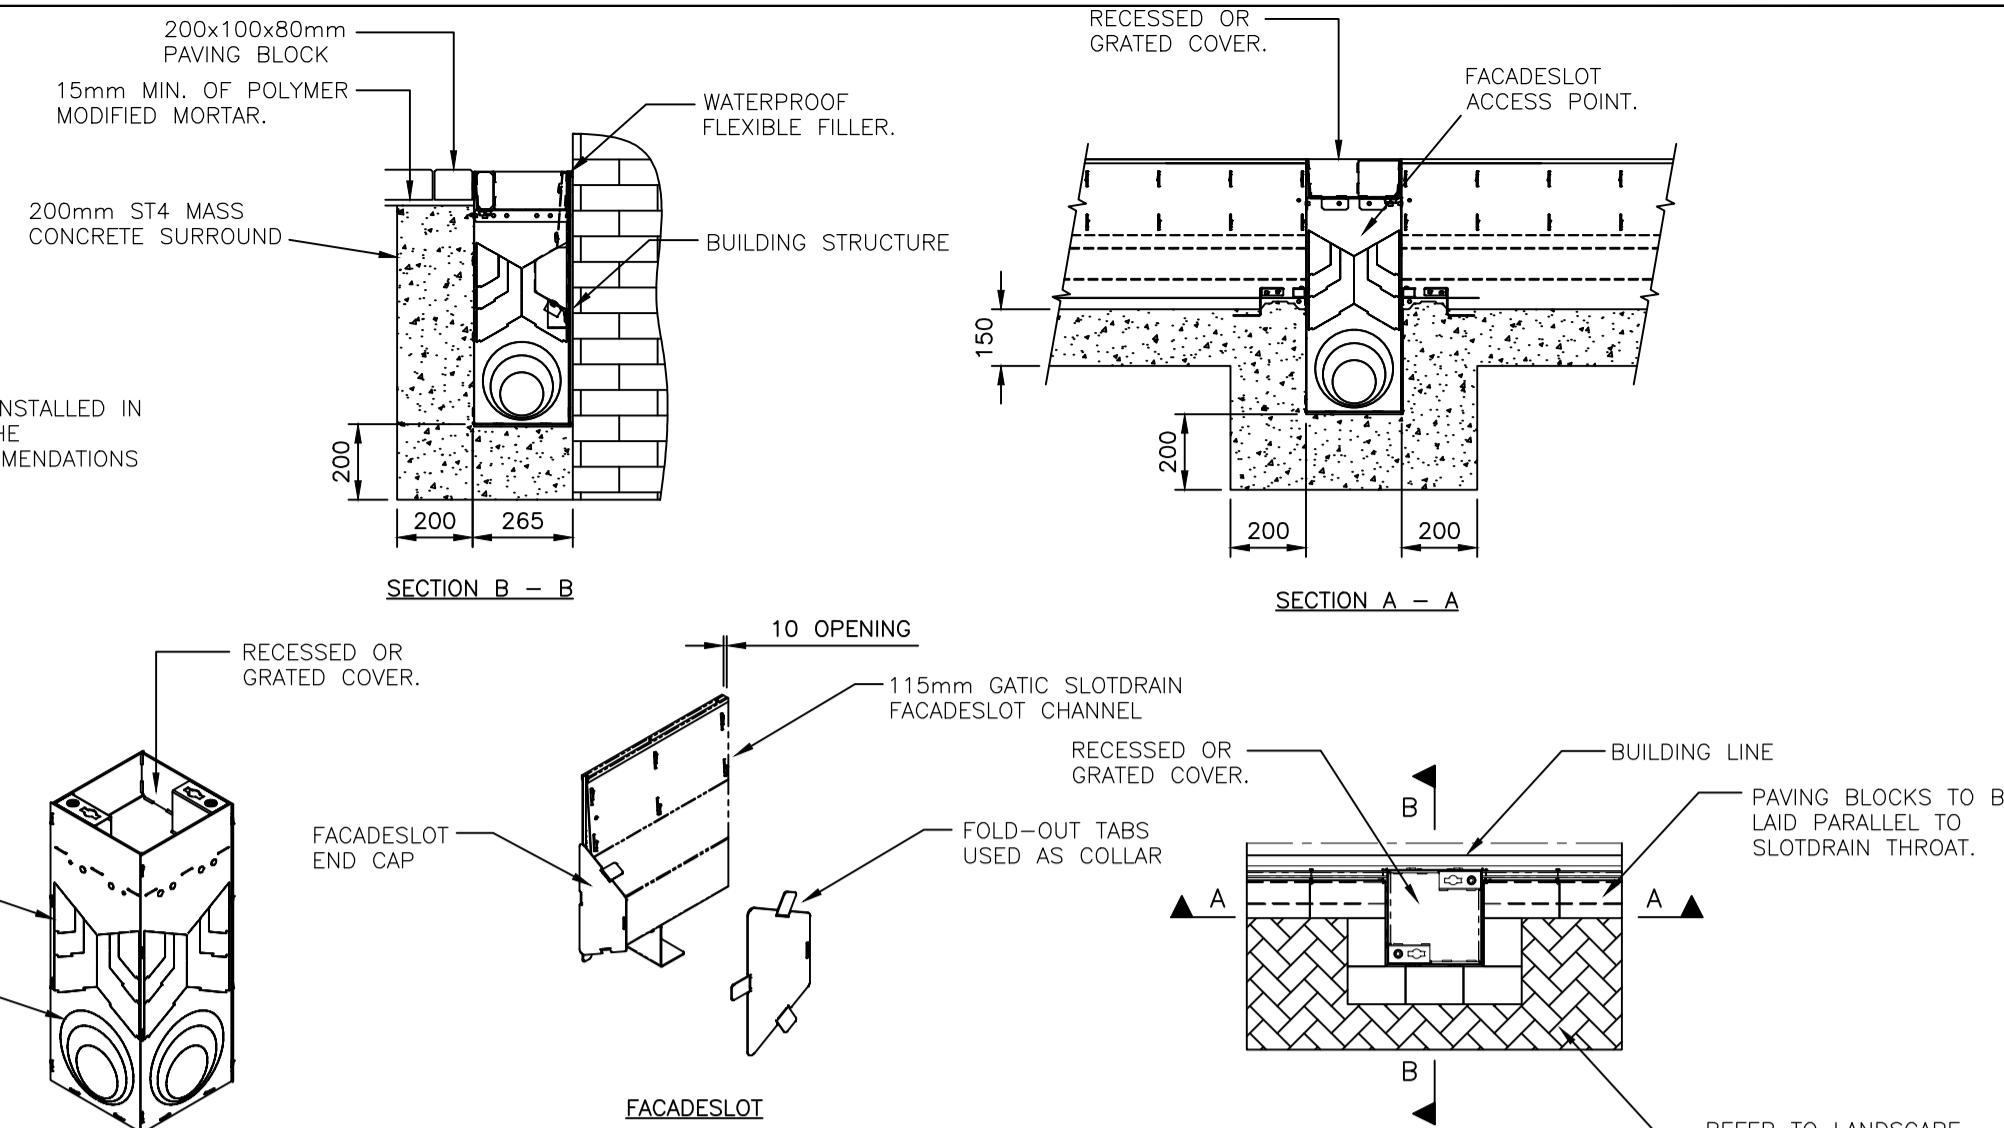 200x100x80mm
PAVING BLOCK
15mm MIN. OF POLYMER
MODIFIED MORTAR.
200mm ST4 MASS
CONCRETE SURROUND
WATERPROOF
FLEXIBLE FILLER.
BUILDING STRUCTURE
200
200
265
SECTION B – B
RECESSED OR
GRATED COVER.
FACADESLOT
ACCESS POINT.
150
200
200
200
SECTION A – A
NSTALLED IN
HE
MENDATIONS
RECESSED OR
GRATED COVER.
10 OPENING
115mm GATIC SLOTDRAIN
FACADESLOT CHANNEL
FACADESLOT
END CAP
FOLD–OUT TABS
USED AS COLLAR
FACADESLOT
RECESSED OR
GRATED COVER.
BUILDING LINE
PAVING BLOCKS TO B
LAID PARALLEL TO
SLOTDRAIN THROAT.
B
A
A
B
REFER TO LANDSCAPE